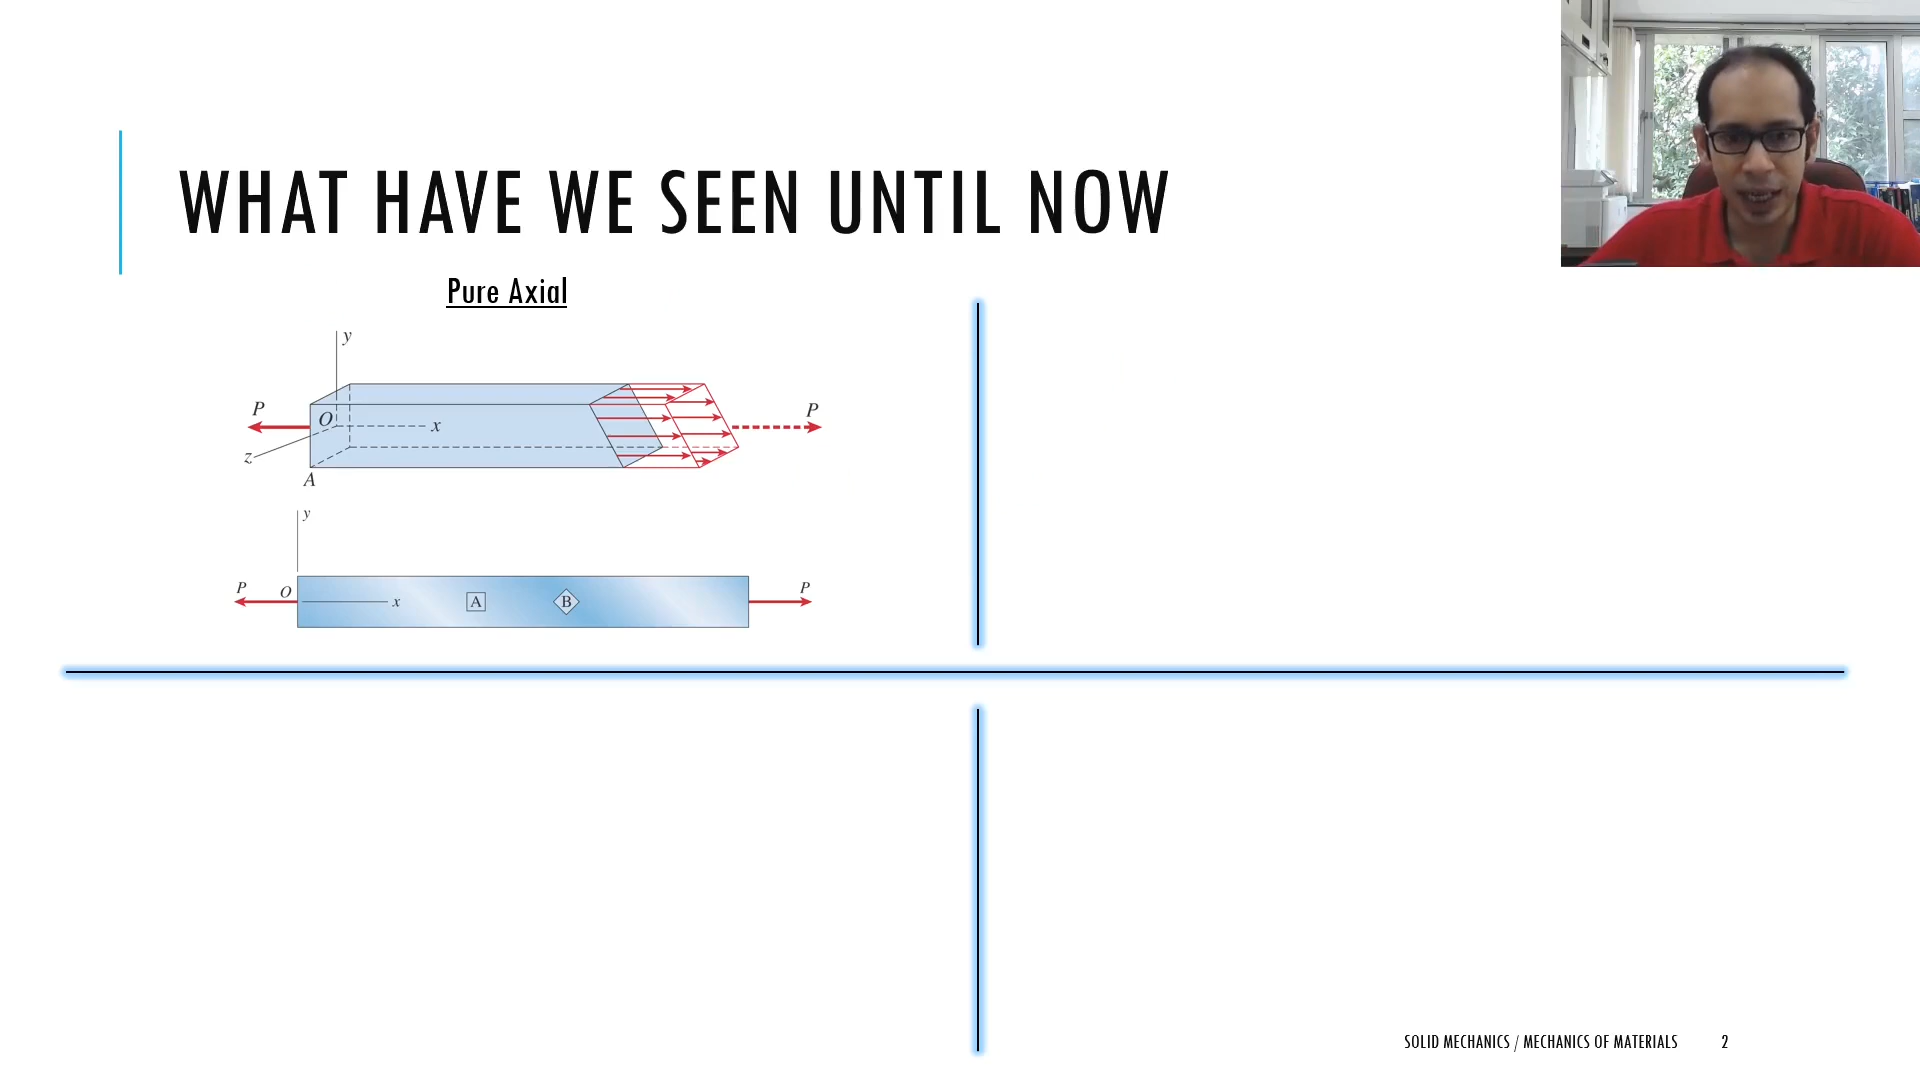 WHAT HAVE WE SEEN UNTIL NOW
Pure Axial
y
P
O
x
P
z
A
y
P
O
x
A
B
P
SOLID MECHANICS / MECHANICS OF MATERIALS 2